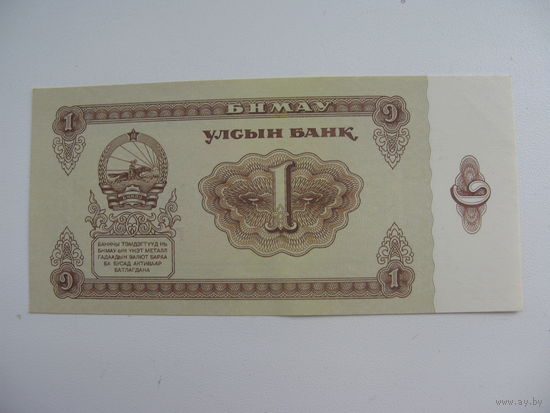 БНМАУ
УЛСЫН БАНК
1
1
БНМАУ
БАНКНЫ ТЭМДЭГТҮҮД НЬ
БНМАУ-ЫН ҮНЭТ МЕТАЛЛ
ГАДААДЫН ВАЛЮТ БАРАА
БА БУСАД АКТИВААР
БАТЛАГДАНА
1
www.ay.by